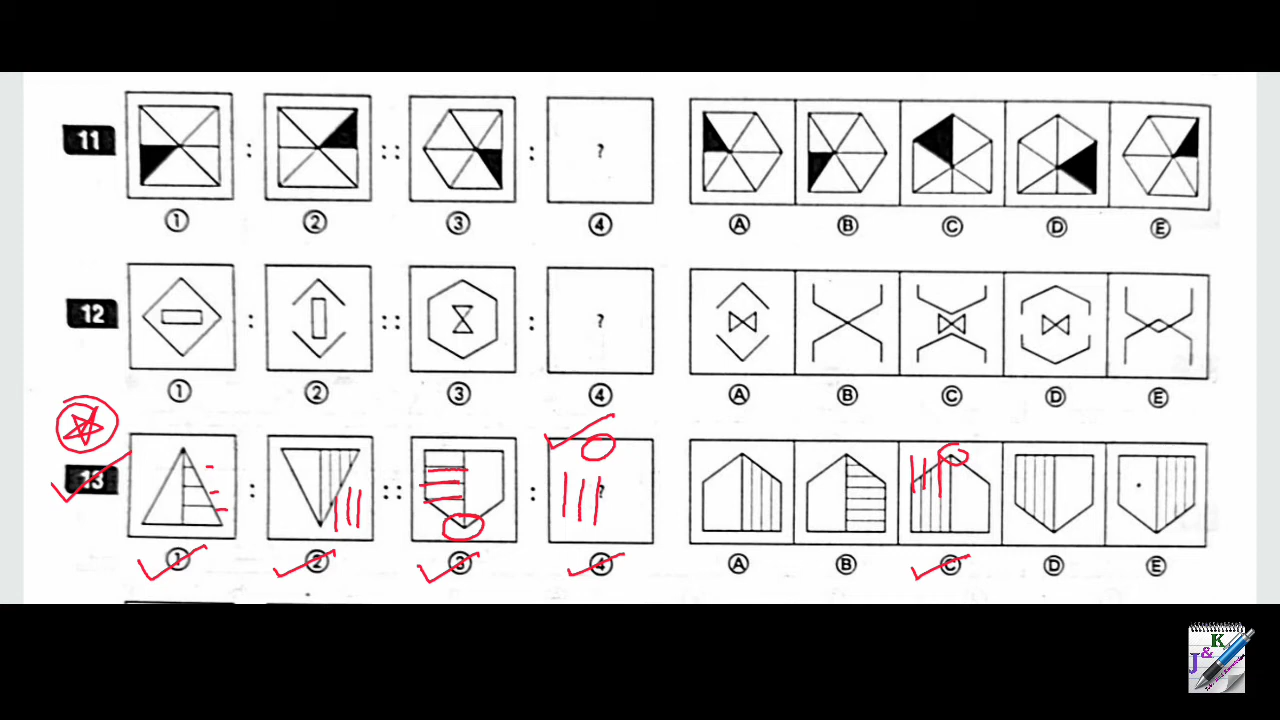 11 : :: : ?
① ② ③ ④ Ⓐ Ⓑ Ⓒ Ⓓ Ⓔ
12 : :: : ?
① ② ③ ④ Ⓐ Ⓑ Ⓒ Ⓓ Ⓔ
13 : :: : ?
① ② ③ ④ Ⓐ Ⓑ Ⓒ Ⓓ Ⓔ
J & K